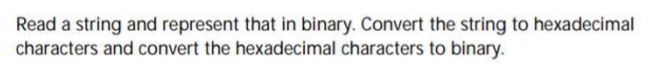 Read a string and represent that in binary. Convert the string to hexadecimal
characters and convert the hexadecimal characters to binary.